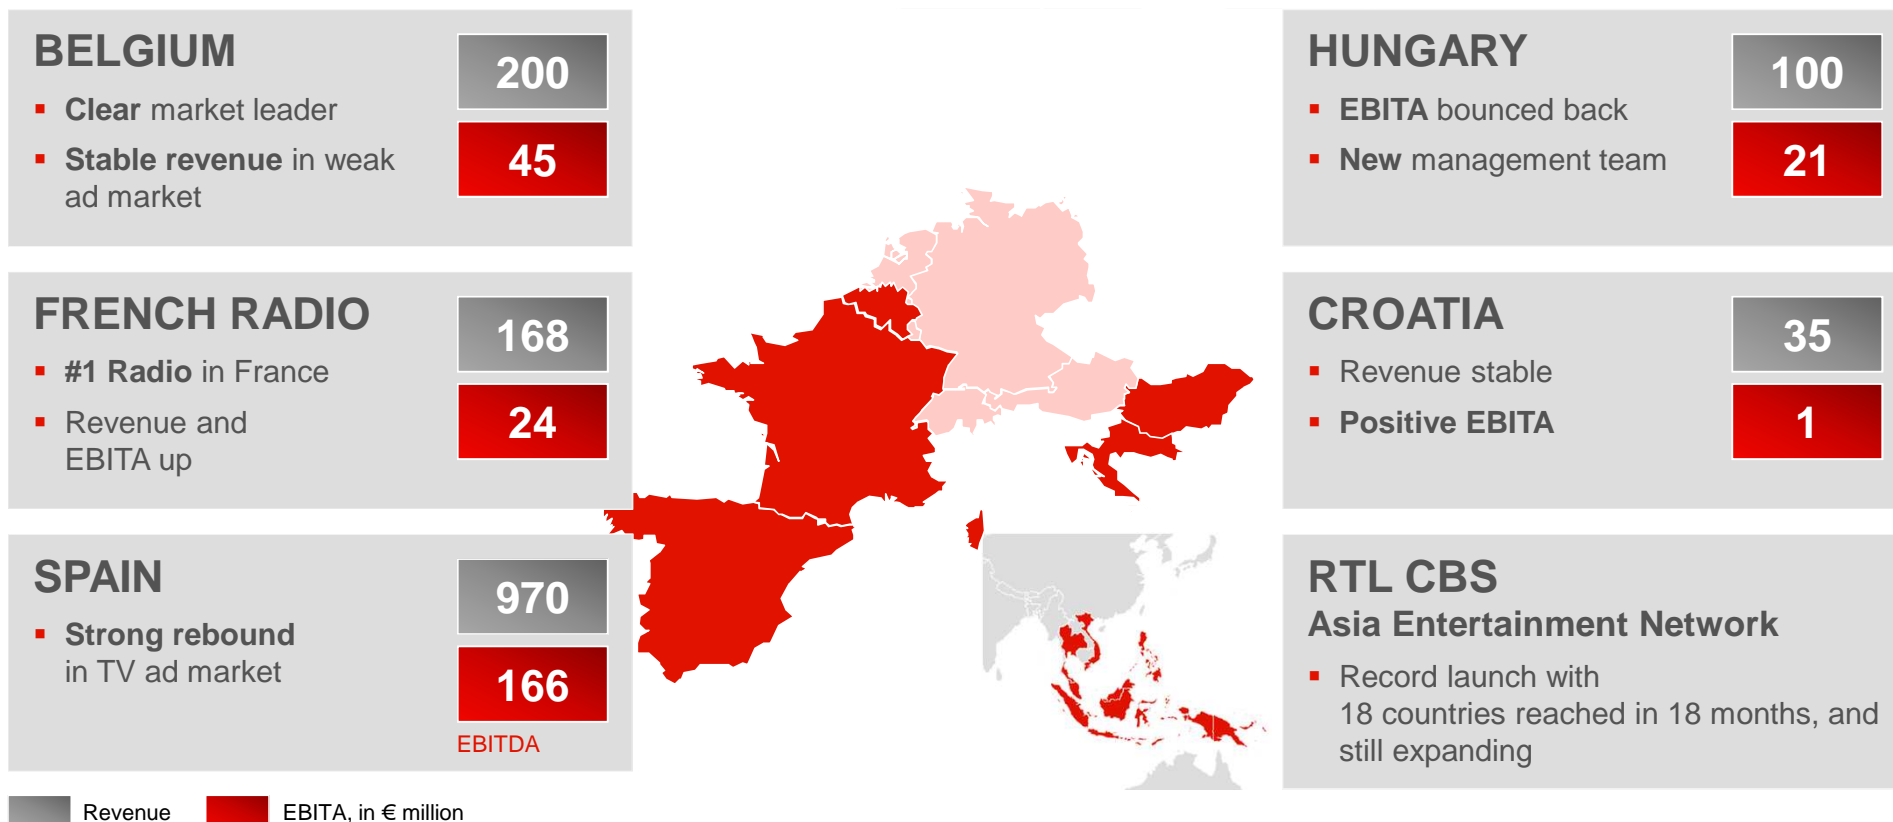 BELGIUM
200
Clear market leader
Stable revenue in weak
ad market
45
FRENCH RADIO
168
#1 Radio in France
Revenue and
EBITA up
24
SPAIN
970
Strong rebound
in TV ad market
166
EBITDA
HUNGARY
100
EBITA bounced back
New management team
21
CROATIA
35
Revenue stable
Positive EBITA
1
RTL CBS
Asia Entertainment Network
Record launch with
18 countries reached in 18 months, and
still expanding
Revenue
EBITA, in € million